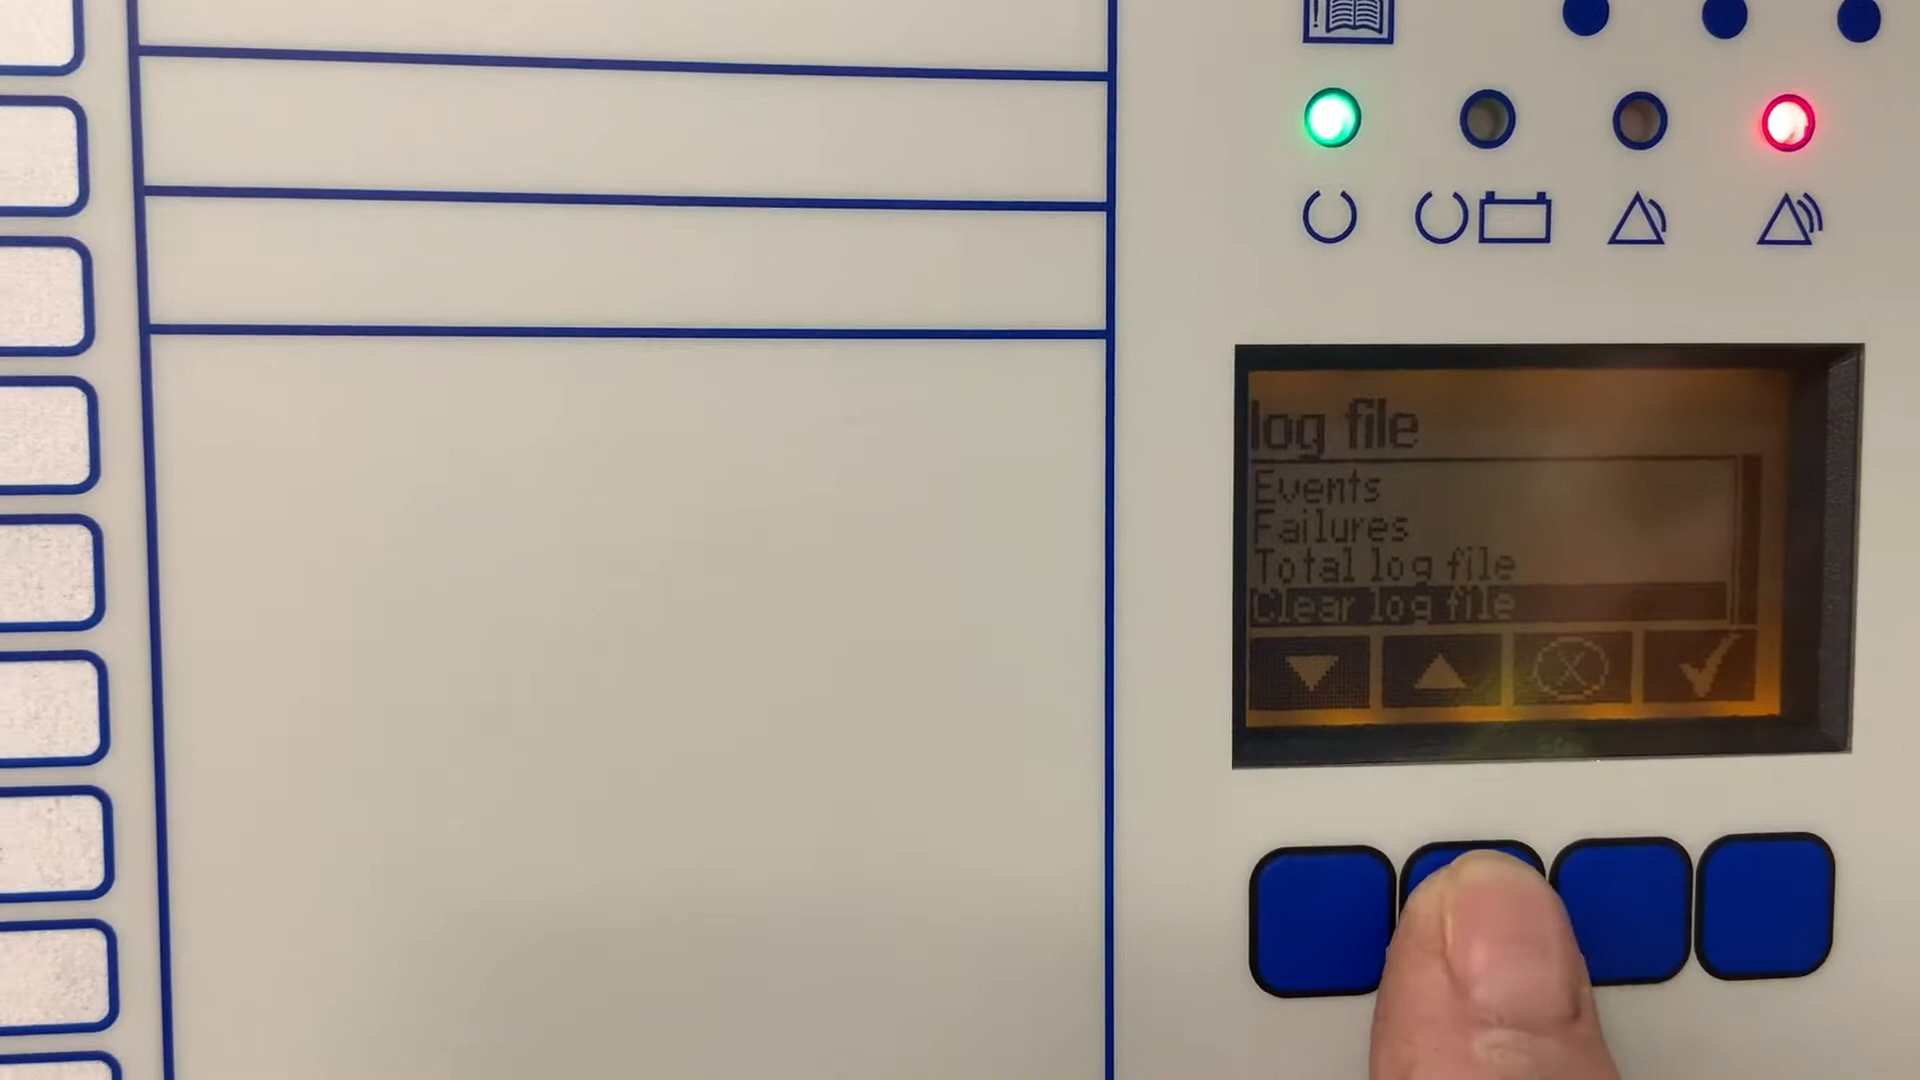 log file
Events
Failures
Total log file
Clear log file